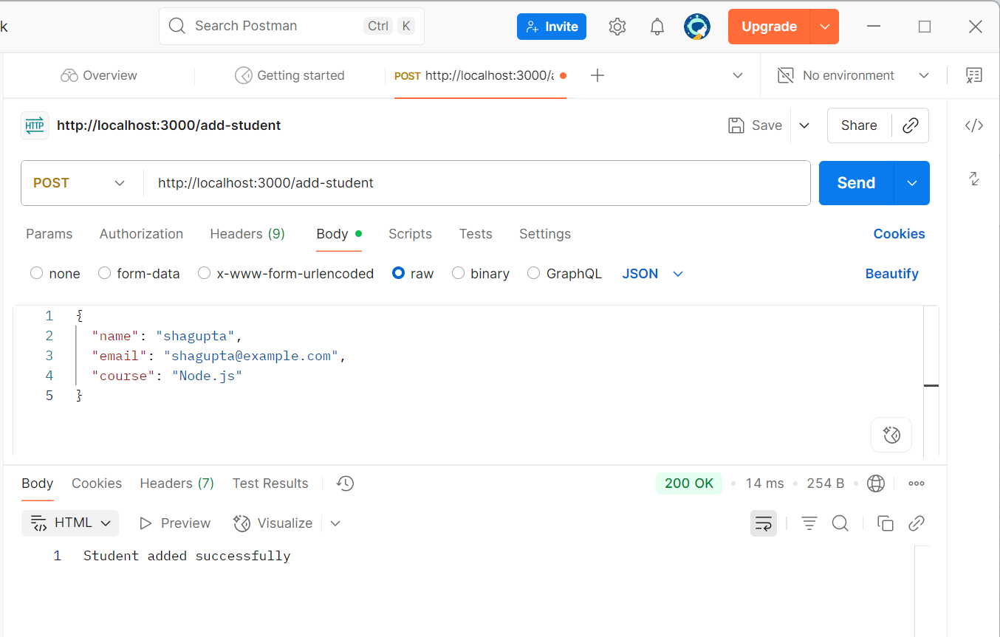 k
Search Postman Ctrl K Invite Upgrade
Overview Getting started POST http://localhost:3000/a No environment
HTTP http://localhost:3000/add-student Save Share
POST http://localhost:3000/add-student Send
Params Authorization Headers (9) Body Scripts Tests Settings Cookies
none form-data x-www-form-urlencoded raw binary GraphQL JSON Beautify
1 {
2 "name": "shagupta",
3 "email": "shagupta@example.com",
4 "course": "Node.js"
5 }
Body Cookies Headers (7) Test Results 200 OK • 14 ms • 254 B •
HTML Preview Visualize
1 Student added successfully